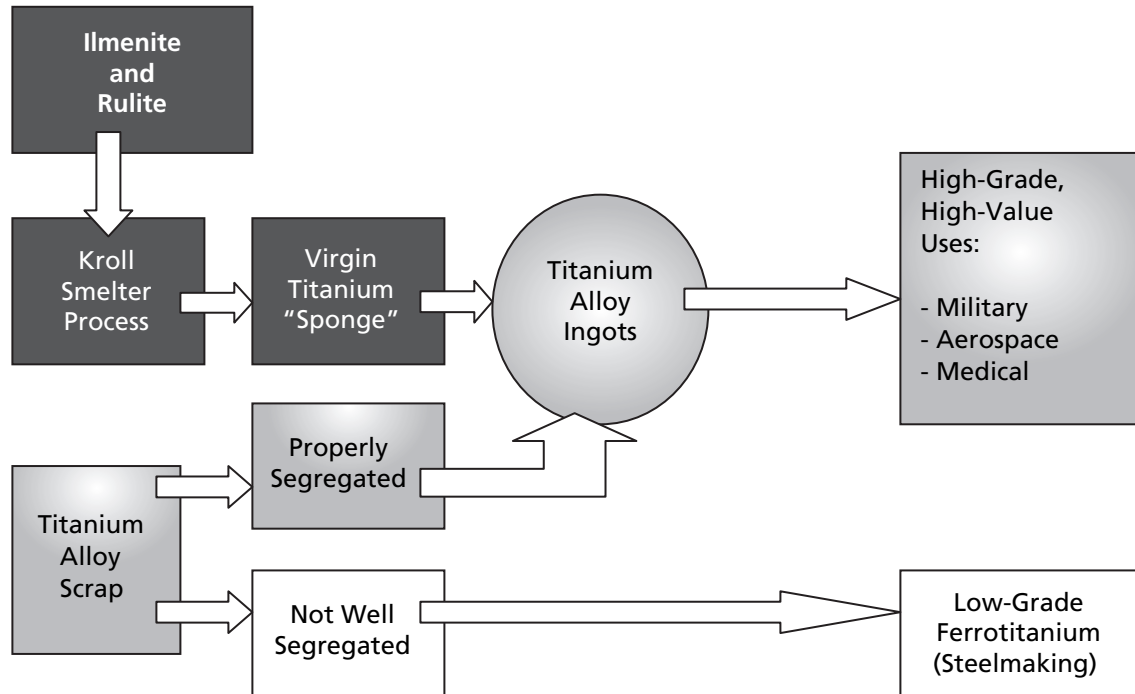 Ilmenite
and
Rulite
Kroll
Smelter
Process
Virgin
Titanium
“Sponge”
Titanium
Alloy
Ingots
High-Grade,
High-Value
Uses:
- Military
- Aerospace
- Medical
Titanium
Alloy
Scrap
Properly
Segregated
Not Well
Segregated
Low-Grade
Ferrotitanium
(Steelmaking)